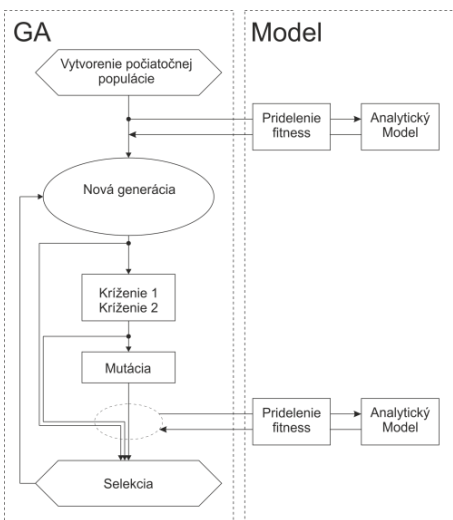 GA
Model
Vytvorenie počiatočnej
populácie
Pridelenie
fitness
Analytický
Model
Nová generácia
Kríženie 1
Kríženie 2
Mutácia
Pridelenie
fitness
Analytický
Model
Selekcia